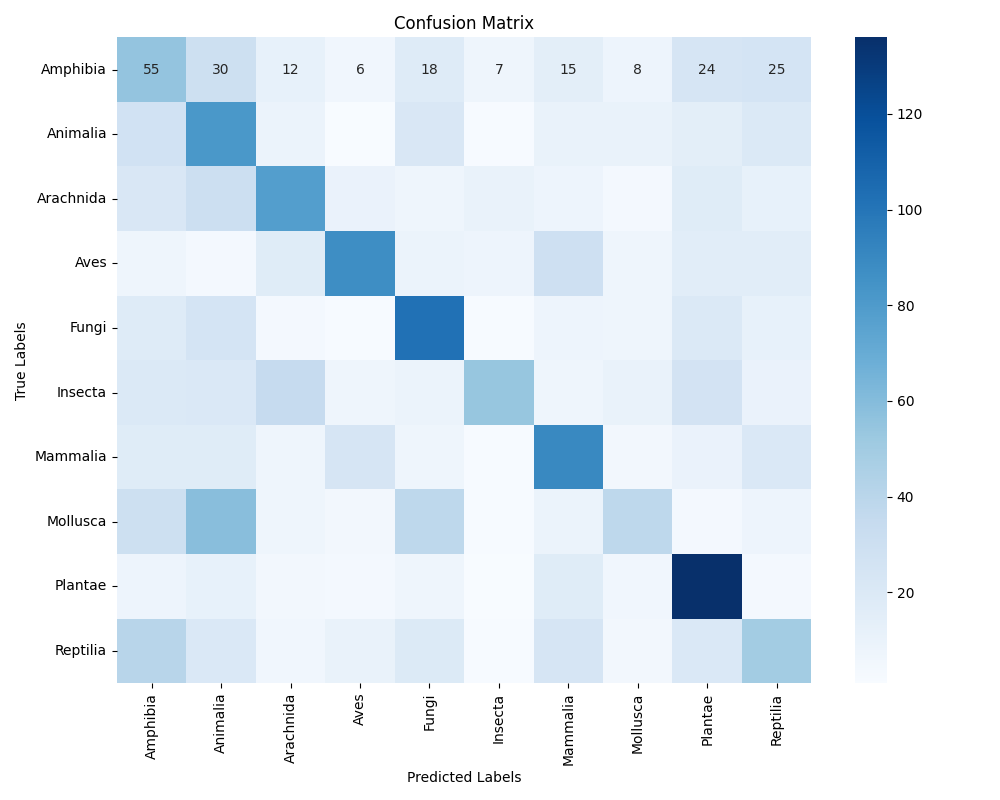 Confusion Matrix
True Labels
Amphibia 55 30 12 6 18 7 15 8 24 25
Animalia
Arachnida
Aves
Fungi
Insecta
Mammalia
Mollusca
Plantae
Reptilia
Amphibia Animalia Arachnida Aves Fungi Insecta Mammalia Mollusca Plantae Reptilia
Predicted Labels
120
100
80
60
40
20